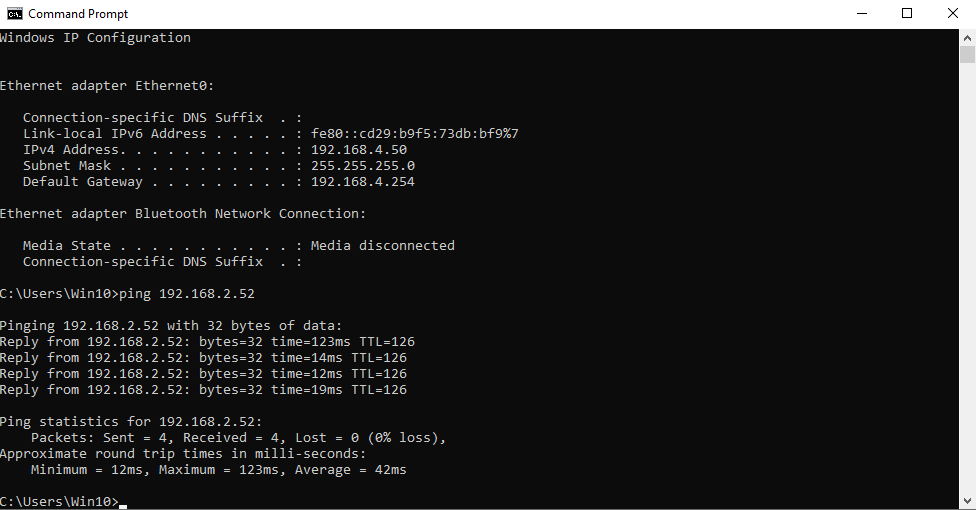 Command Prompt
Windows IP Configuration
Ethernet adapter Ethernet0:
Connection-specific DNS Suffix  . :
Link-local IPv6 Address . . . . . : fe80::cd29:b9f5:73db:bf9%7
IPv4 Address. . . . . . . . . . . : 192.168.4.50
Subnet Mask . . . . . . . . . . . : 255.255.255.0
Default Gateway . . . . . . . . . : 192.168.4.254
Ethernet adapter Bluetooth Network Connection:
Media State . . . . . . . . . . . : Media disconnected
Connection-specific DNS Suffix  . :
C:\Users\Win10>ping 192.168.2.52
Pinging 192.168.2.52 with 32 bytes of data:
Reply from 192.168.2.52: bytes=32 time=123ms TTL=126
Reply from 192.168.2.52: bytes=32 time=14ms TTL=126
Reply from 192.168.2.52: bytes=32 time=12ms TTL=126
Reply from 192.168.2.52: bytes=32 time=19ms TTL=126
Ping statistics for 192.168.2.52:
Packets: Sent = 4, Received = 4, Lost = 0 (0% loss),
Approximate round trip times in milli-seconds:
Minimum = 12ms, Maximum = 123ms, Average = 42ms
C:\Users\Win10>